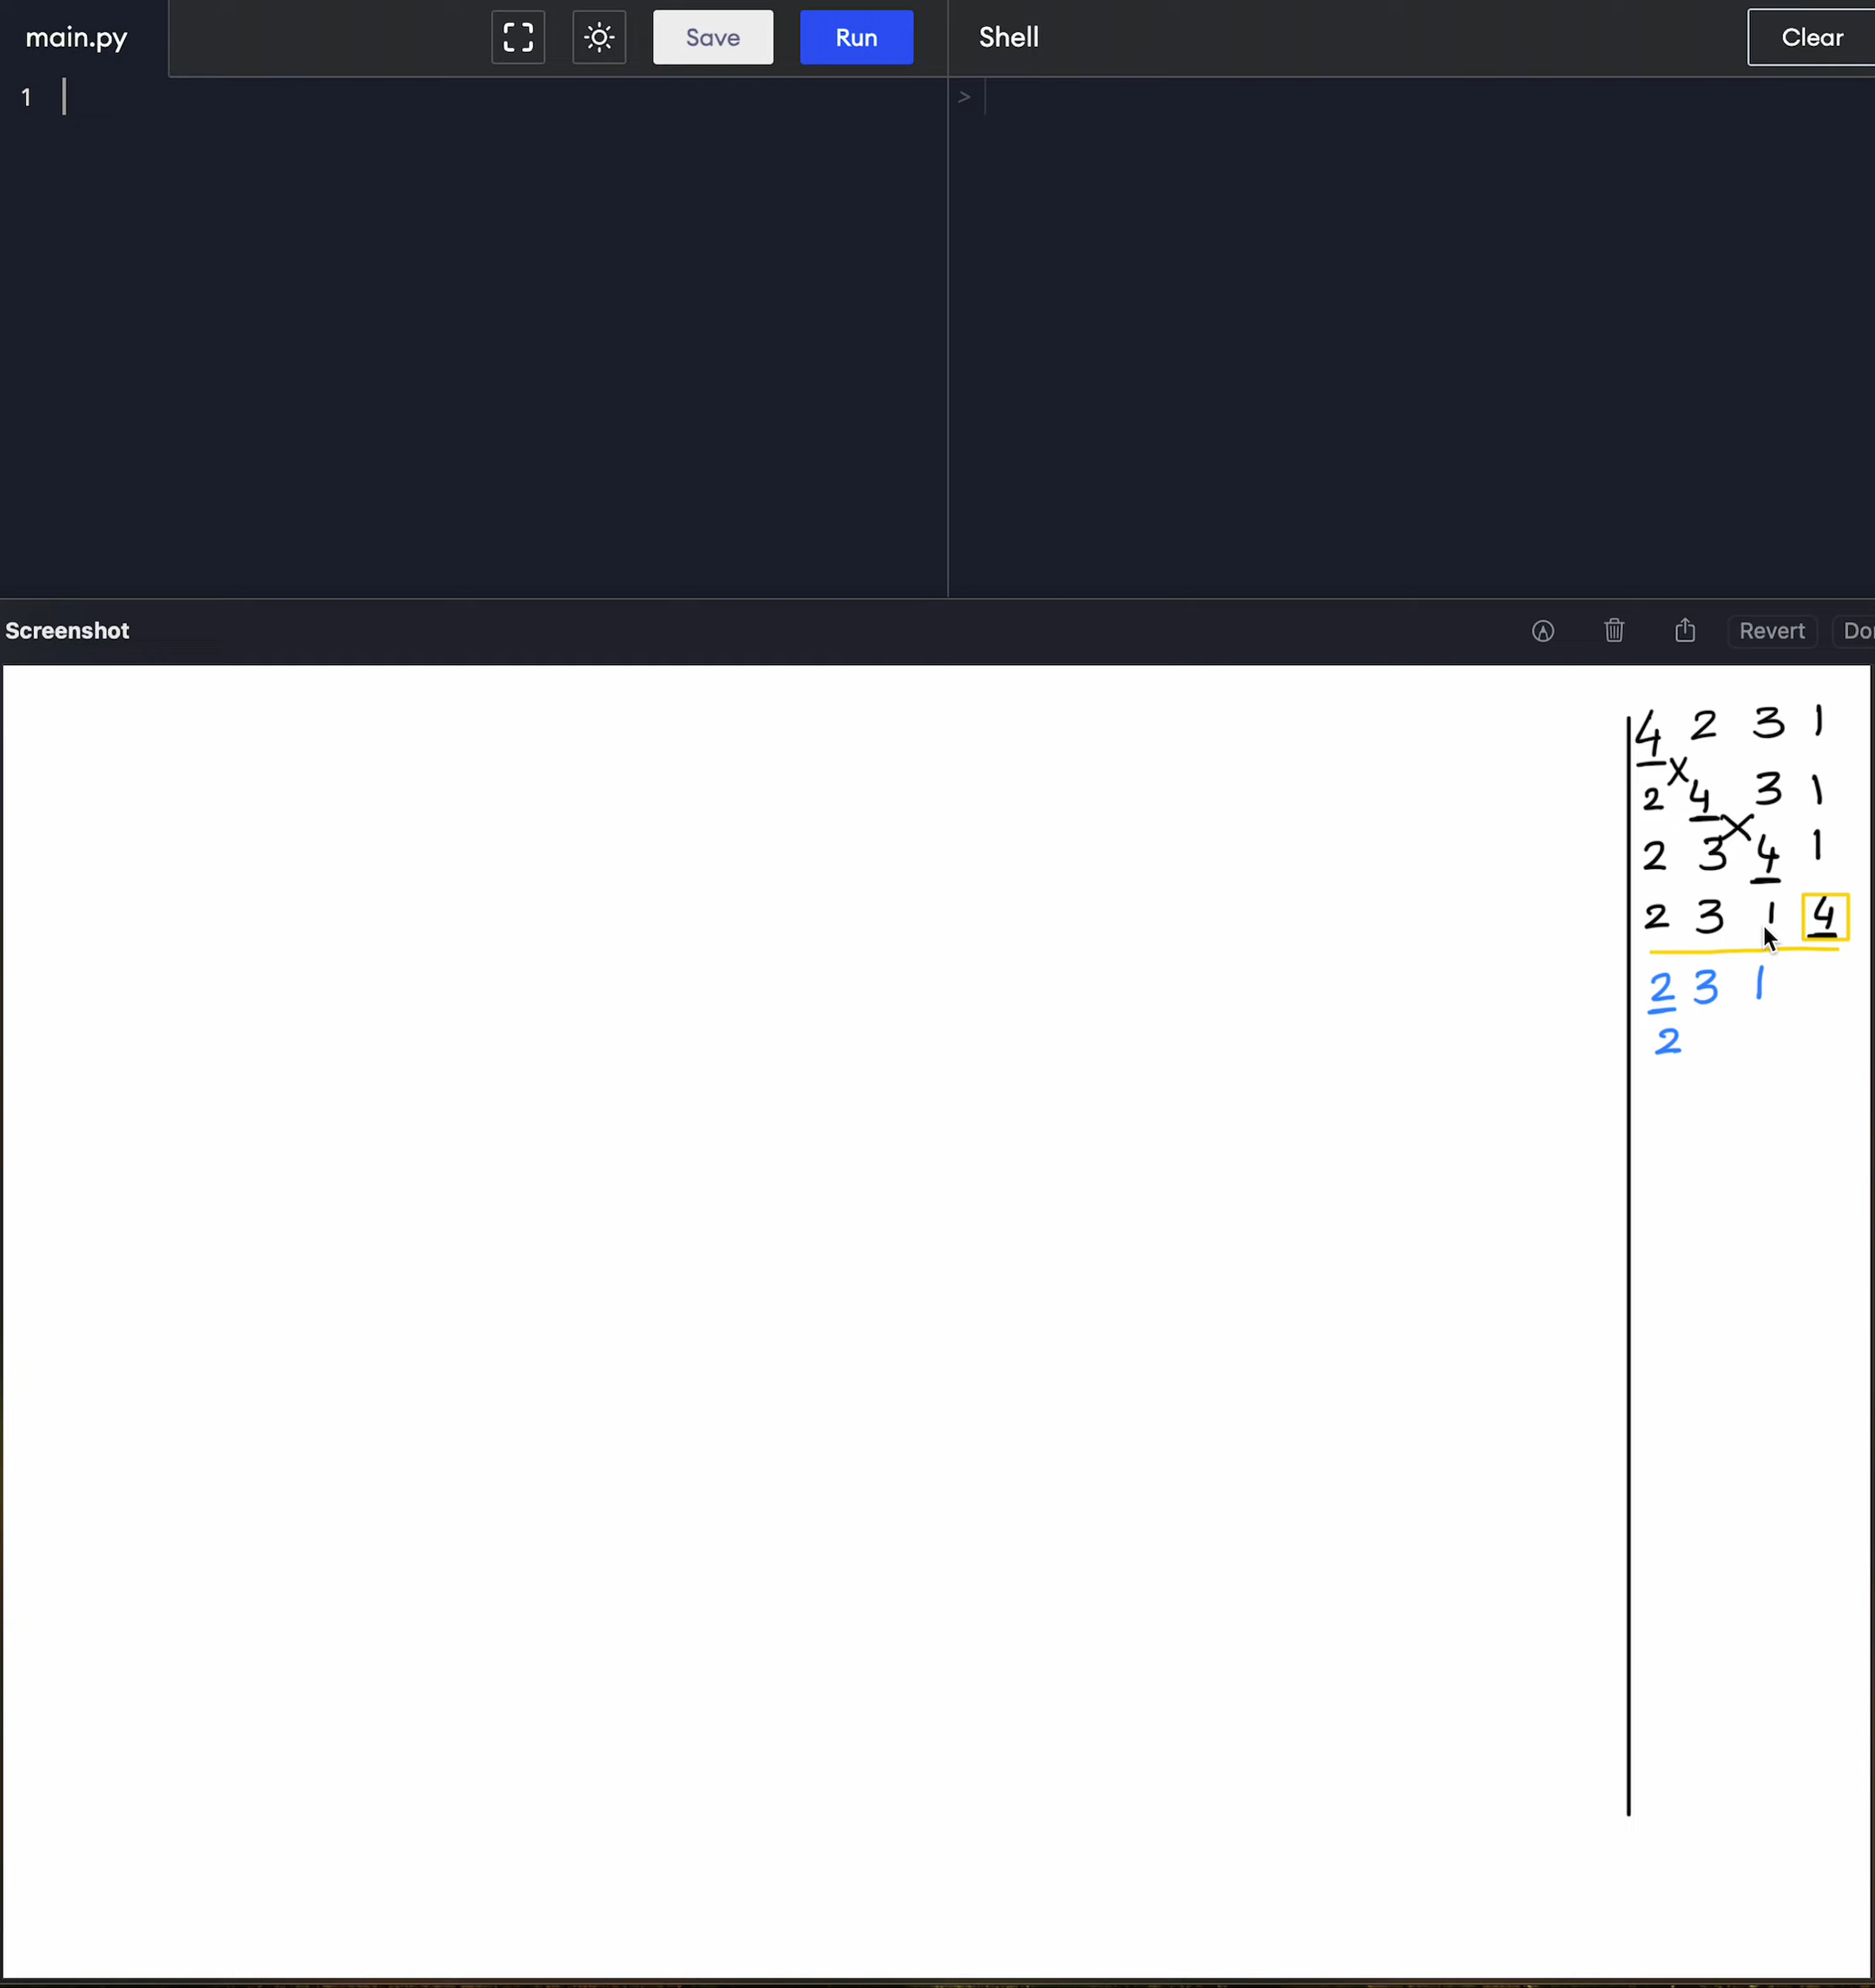 main.py Save Run Shell Clear
1 >
Screenshot Revert
4 2 3 1
x
2 4 3 1
x
2 3 4 1
2 3 1 4
2 3 1
2